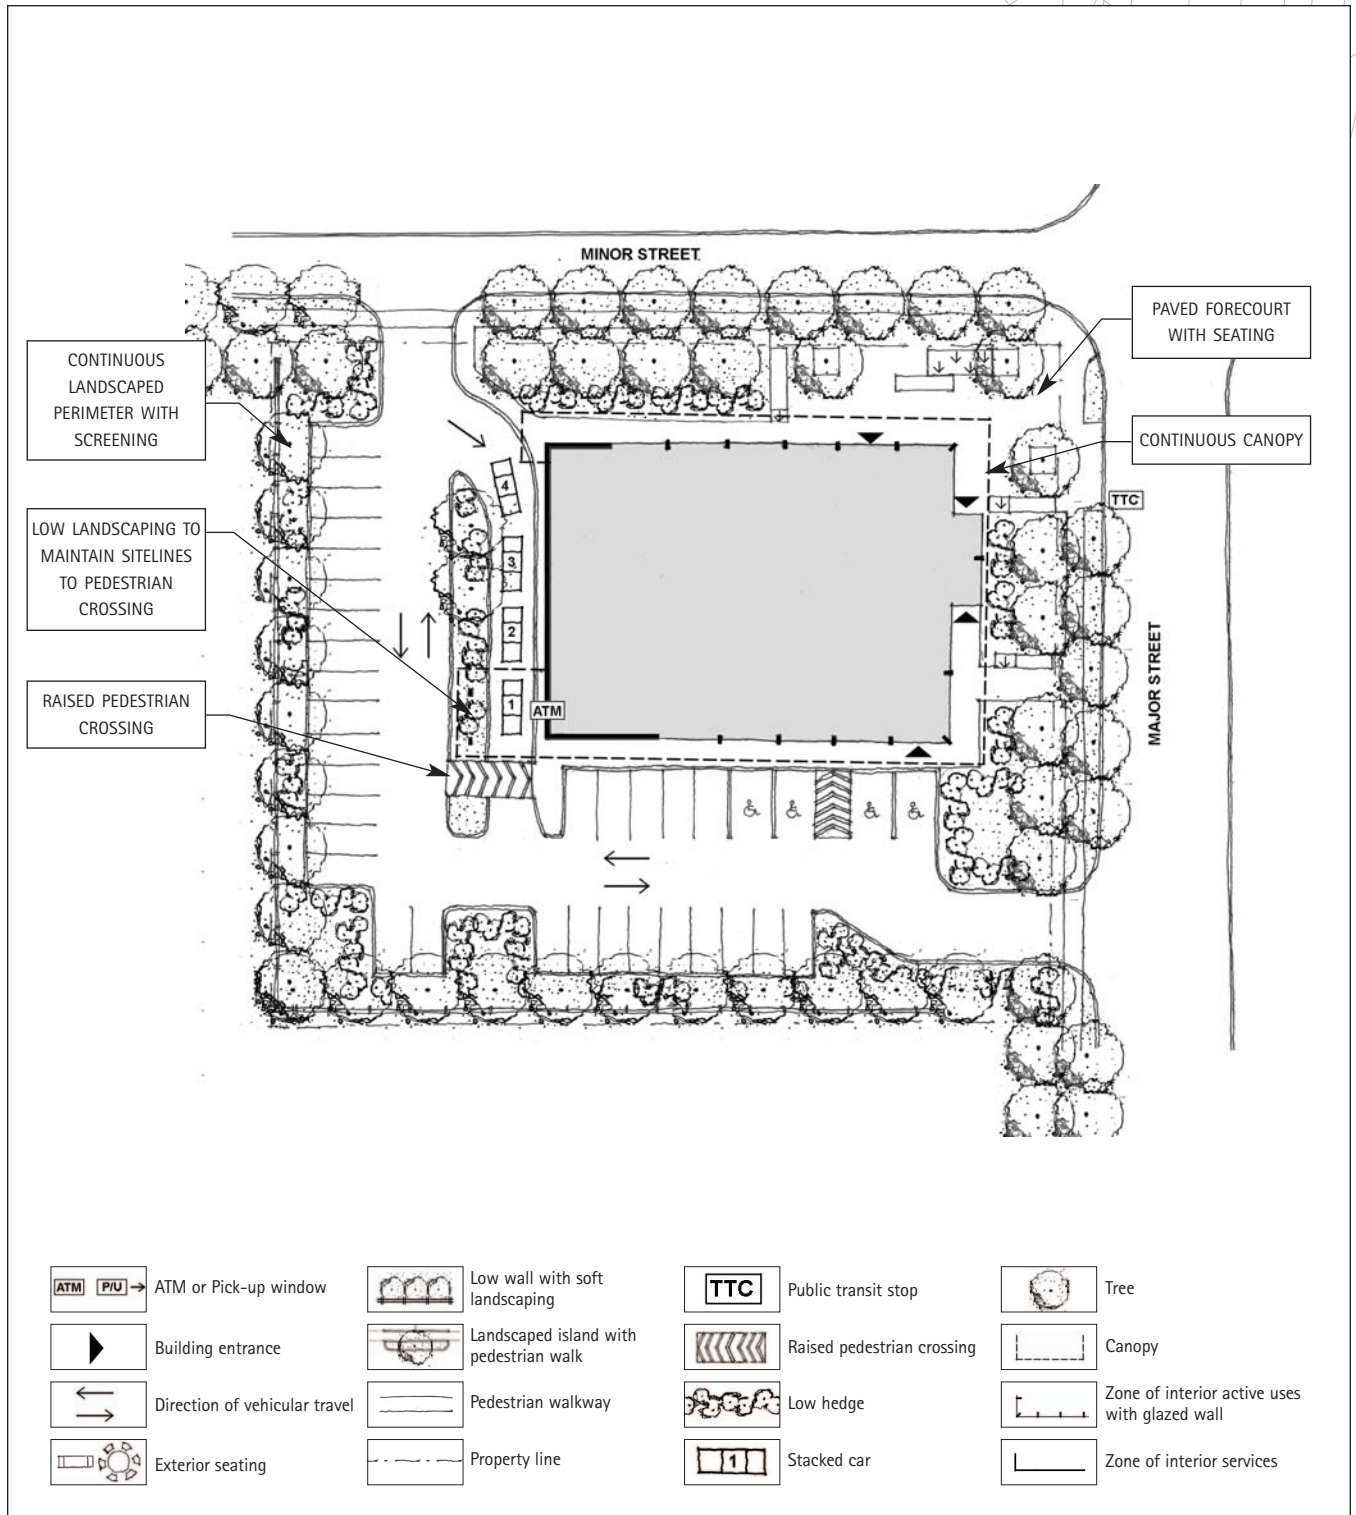 MINOR STREET
PAVED FORECOURT
WITH SEATING
CONTINUOUS
LANDSCAPED
PERIMETER WITH
SCREENING
CONTINUOUS CANOPY
4
TTC
LOW LANDSCAPING TO
MAINTAIN SITELINES
TO PEDESTRIAN
CROSSING
3
2
MAJOR STREET
RAISED PEDESTRIAN
CROSSING
1
ATM
ATM P/U
ATM or Pick-up window
Low wall with soft
landscaping
TTC
Public transit stop
Tree
Building entrance
Landscaped island with
pedestrian walk
Raised pedestrian crossing
Canopy
Direction of vehicular travel
Pedestrian walkway
Low hedge
Zone of interior active uses
with glazed wall
Exterior seating
Property line
1
Stacked car
Zone of interior services